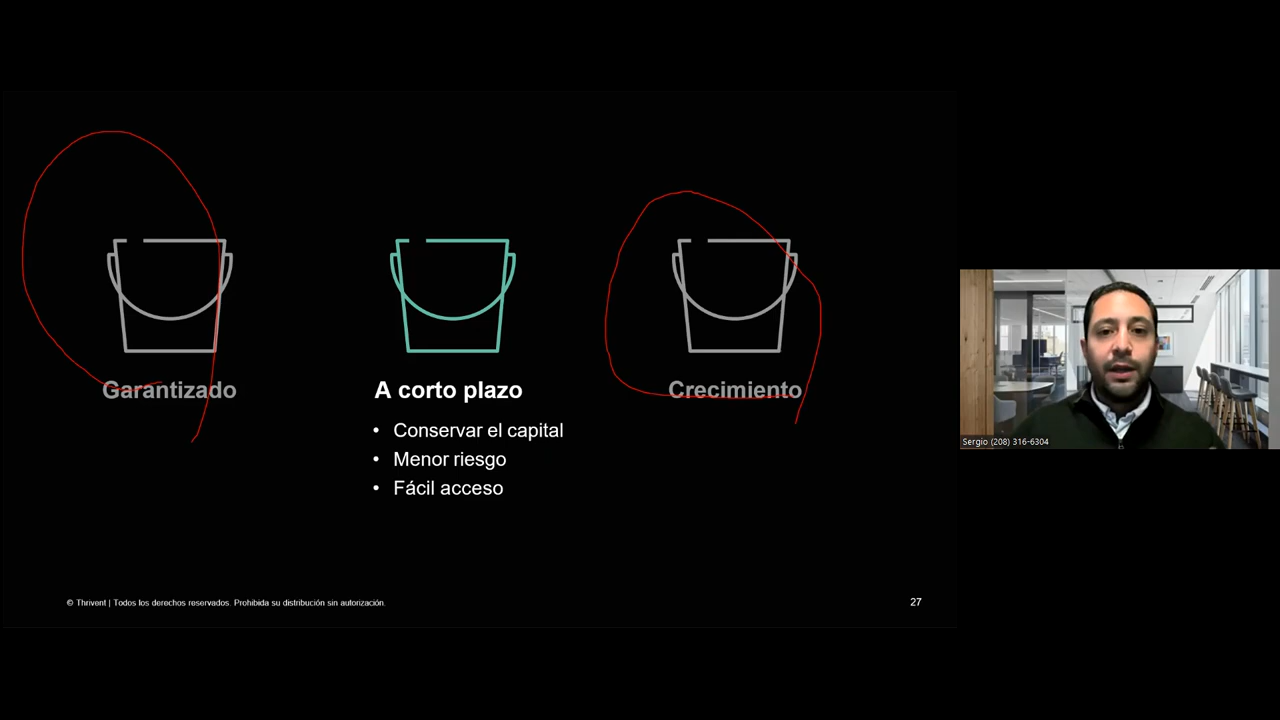 Garantizado
A corto plazo
Crecimiento
• Conservar el capital
• Menor riesgo
• Fácil acceso
Sergio (208) 316-6304
© Thrivent | Todos los derechos reservados. Prohibida su distribución sin autorización.
27